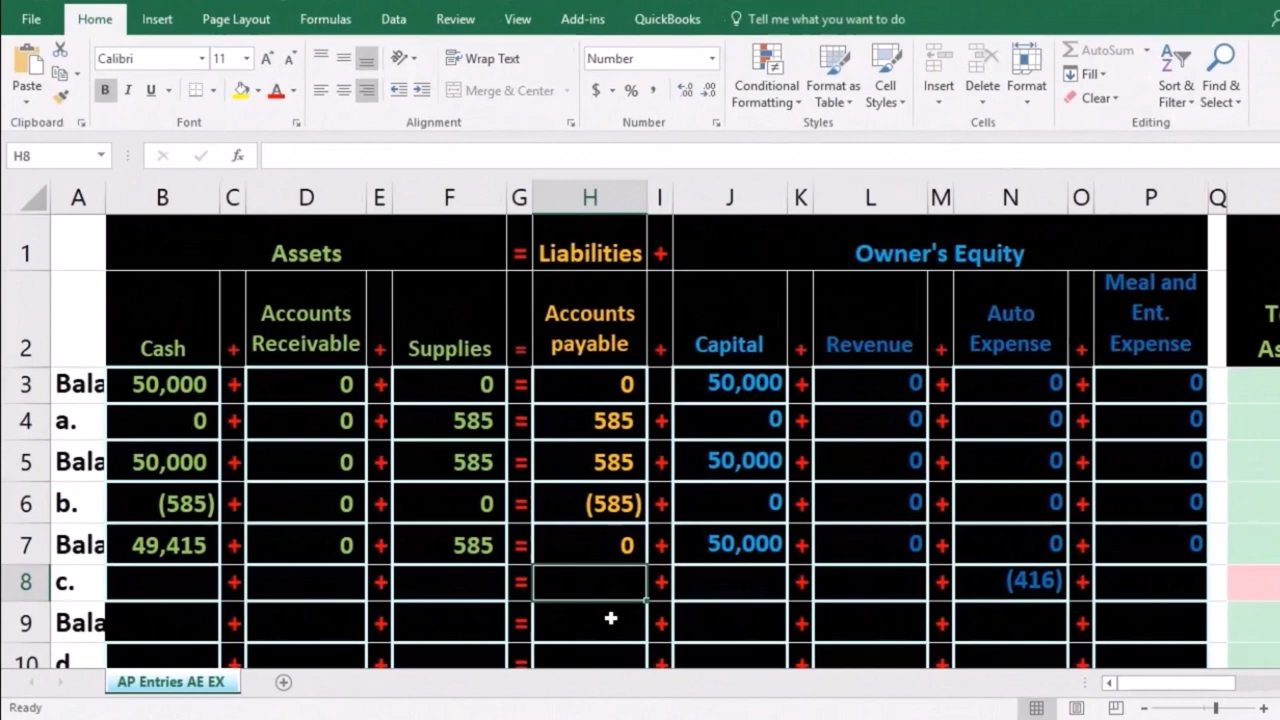 File Home Insert Page Layout Formulas Data Review View Add-ins QuickBooks Tell me what you want to do
Calibri 11 A A Wrap Text Number AutoSum
Paste B I U A Merge & Center $ % , Conditional Formatting Format as Table Cell Styles Insert Delete Format Fill Clear Sort & Filter Find & Select
Clipboard Font Alignment Number Styles Cells Editing
H8 fx
A B C D E F G H I J K L M N O P Q
1 Assets = Liabilities + Owner's Equity
2 Cash + Accounts Receivable + Supplies = Accounts payable + Capital + Revenue + Auto Expense + Meal and Ent. Expense
3 Bala 50,000 + 0 + 0 = 0 50,000 + 0 + 0 + 0
4 a. 0 + 0 + 585 = 585 + 0 + 0 + 0 + 0
5 Bala 50,000 + 0 + 585 = 585 + 50,000 + 0 + 0 + 0
6 b. (585) + 0 + 0 = (585) + 0 + 0 + 0 + 0
7 Bala 49,415 + 0 + 585 = 0 + 50,000 + 0 + 0 + 0
8 c. + + = + + + (416) +
9 Bala + + = + + + +
10 d + + = + + + +
AP Entries AE EX
Ready